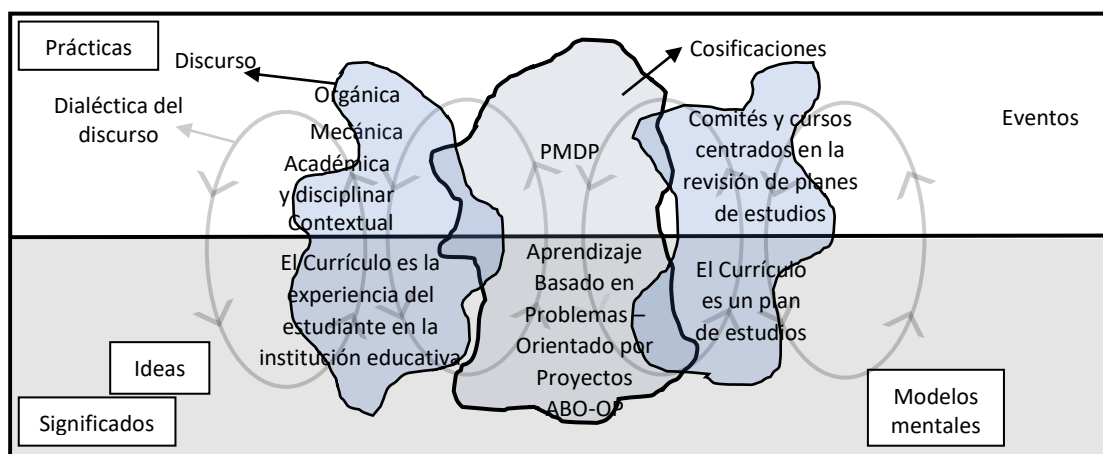 Prácticas
Discurso
Dialéctica del
discurso
Orgánica
Mecánica
Académica
y disciplinar
Contextual
El Currículo es la
experiencia del
estudiante en la
institución educativa
Cosificaciones
PMDP
Aprendizaje
Basado en
Problemas –
Orientado por
Proyectos
ABO-OP
Comités y cursos
centrados en la
revisión de planes
de estudios
El Currículo
es un plan
de estudios
Eventos
Ideas
Significados
Modelos
mentales